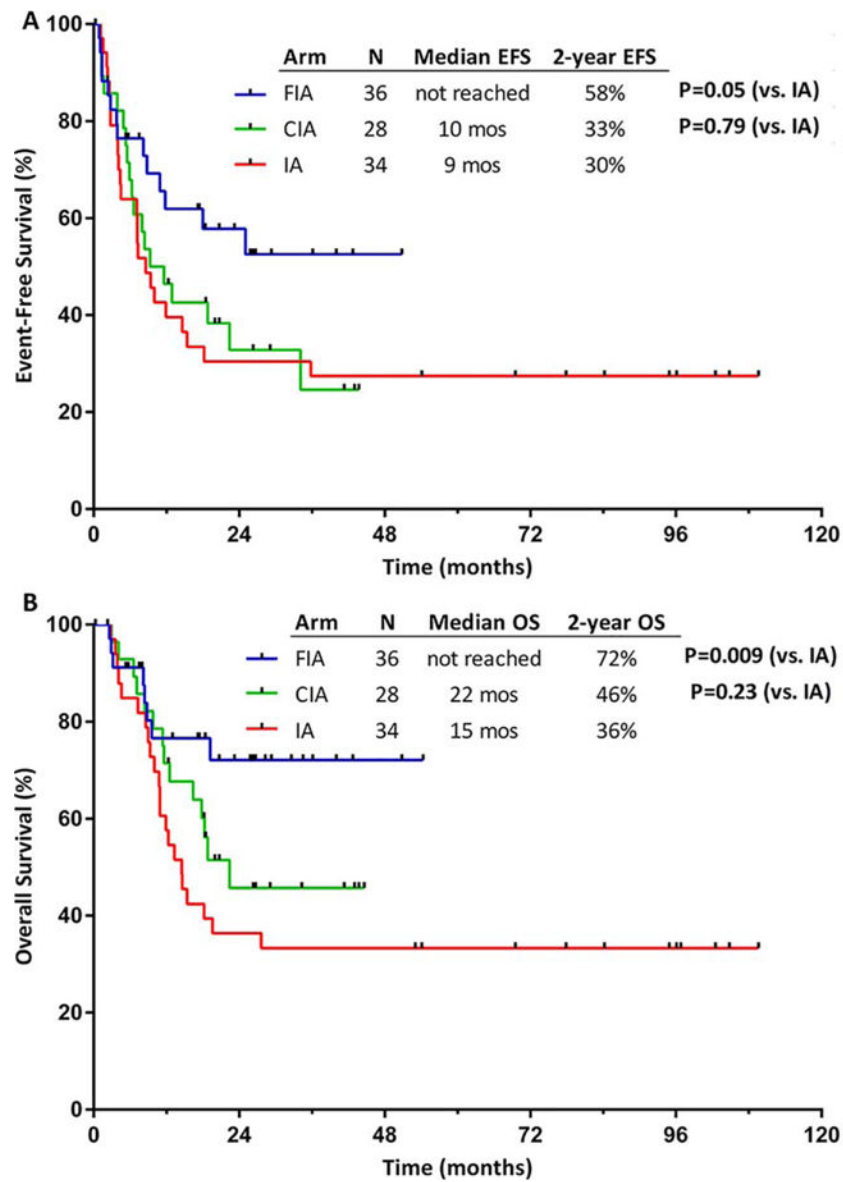 A
Arm N Median EFS 2-year EFS
FIA 36 not reached 58% P=0.05 (vs. IA)
CIA 28 10 mos 33% P=0.79 (vs. IA)
IA 34 9 mos 30%
Event-Free Survival (%)
100
80
60
40
20
0
0 24 48 72 96 120
Time (months)
B
Arm N Median OS 2-year OS
FIA 36 not reached 72% P=0.009 (vs. IA)
CIA 28 22 mos 46% P=0.23 (vs. IA)
IA 34 15 mos 36%
Overall Survival (%)
100
80
60
40
20
0
0 24 48 72 96 120
Time (months)